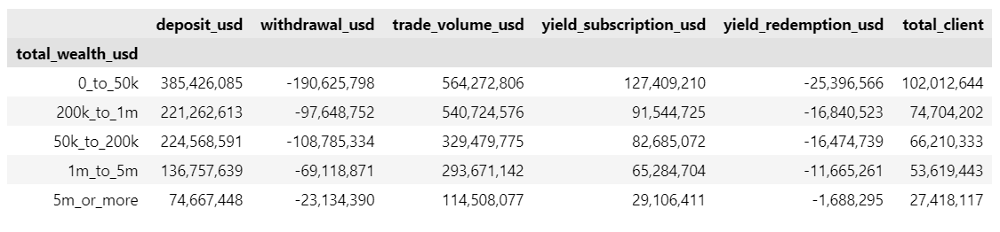 deposit_usd withdrawal_usd trade_volume_usd yield_subscription_usd yield_redemption_usd total_client
total_wealth_usd
0_to_50k 385,426,085 -190,625,798 564,272,806 127,409,210 -25,396,566 102,012,644
200k_to_1m 221,262,613 -97,648,752 540,724,576 91,544,725 -16,840,523 74,704,202
50k_to_200k 224,568,591 -108,785,334 329,479,775 82,685,072 -16,474,739 66,210,333
1m_to_5m 136,757,639 -69,118,871 293,671,142 65,284,704 -11,665,261 53,619,443
5m_or_more 74,667,448 -23,134,390 114,508,077 29,106,411 -1,688,295 27,418,117